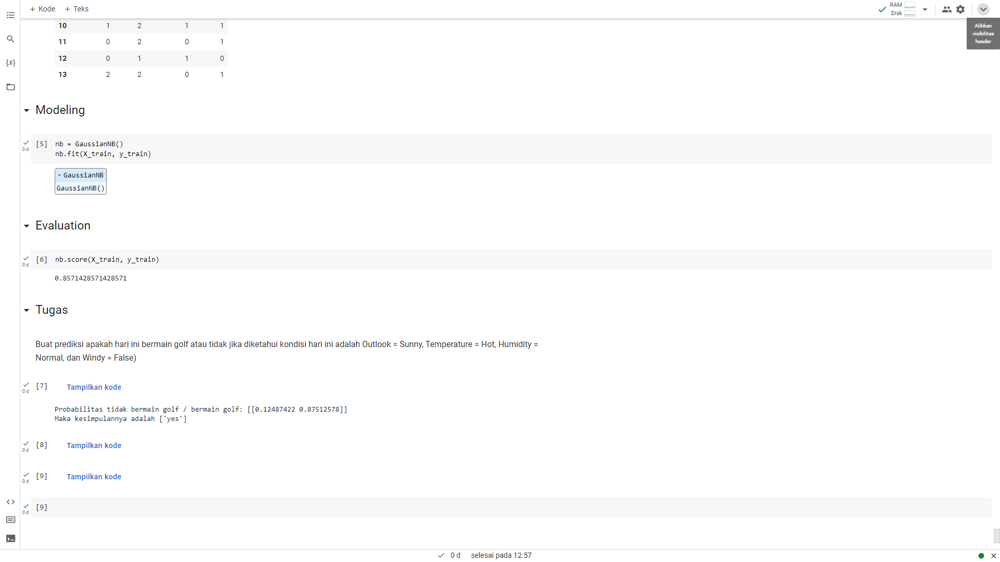 + Kode + Teks
RAM
Disk
Alihkan
visibilitas
header
{x}
10 1 2 1 1
11 0 2 0 1
12 0 1 1 0
13 2 2 0 1
Modeling
[5] nb = GaussianNB()
0 d
nb.fit(X_train, y_train)
GaussianNB
GaussianNB()
Evaluation
[6] nb.score(X_train, y_train)
0 d
0.8571428571428571
Tugas
Buat prediksi apakah hari ini bermain golf atau tidak jika diketahui kondisi hari ini adalah Outlook = Sunny, Temperature = Hot, Humidity =
Normal, dan Windy = False)
[7] Tampilkan kode
0 d
Probabilitas tidak bermain golf / bermain golf: [[0.12487422 0.87512578]]
Maka kesimpulannya adalah ['yes']
[8] Tampilkan kode
0 d
[9] Tampilkan kode
0 d
[9]
0 d
0 d selesai pada 12.57